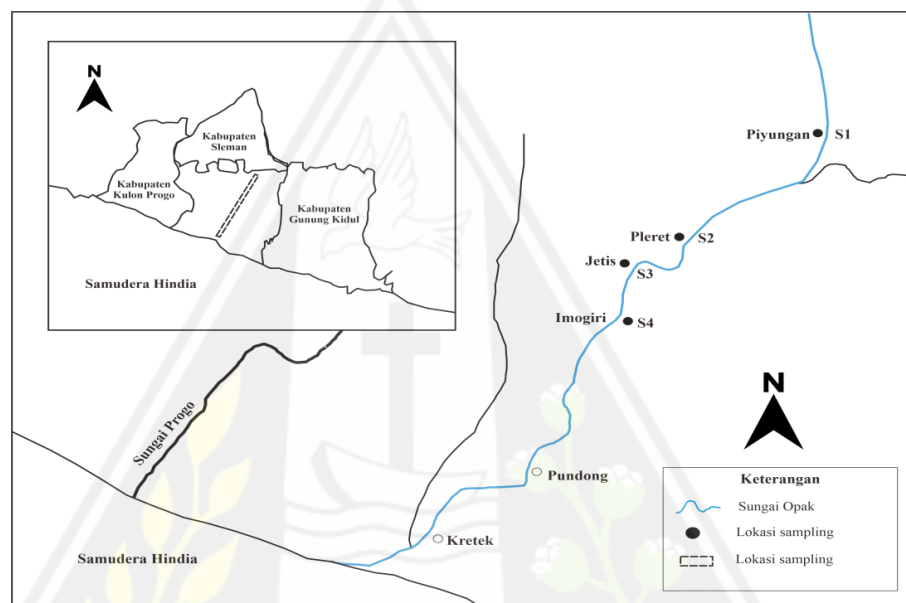 N
Kabupaten
Sleman
Kabupaten
Kulon Progo
Kabupaten
Gunung Kidul
Samudera Hindia
Piyungan
S1
Pleret
S2
Jetis
S3
Imogiri
S4
Sungai Progo
N
Pundong
Keterangan
Sungai Opak
Lokasi sampling
Lokasi sampling
Kretek
Samudera Hindia